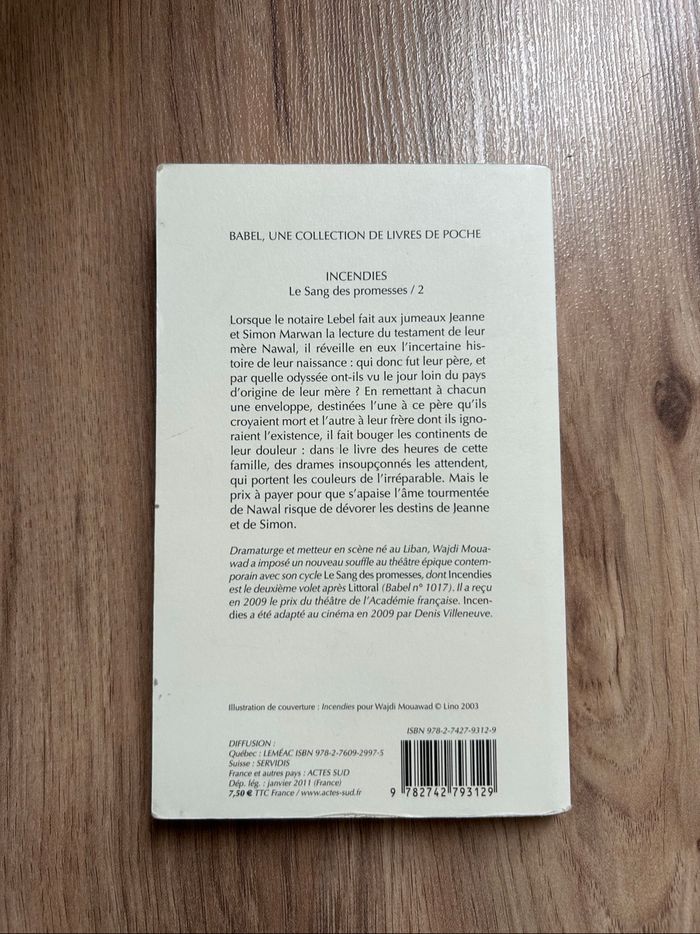 BABEL, UNE COLLECTION DE LIVRES DE POCHE
INCENDIES
Le Sang des promesses / 2
Lorsque le notaire Lebel fait aux jumeaux Jeanne
et Simon Marwan la lecture du testament de leur
mère Nawal, il réveille en eux l'incertaine his-
toire de leur naissance : qui donc fut leur père, et
par quelle odyssée ont-ils vu le jour loin du pays
d'origine de leur mère ? En remettant à chacun
une enveloppe, destinées l'une à ce père qu'ils
croyaient mort et l'autre à leur frère dont ils igno-
raient l'existence, il fait bouger les continents de
leur douleur : dans le livre des heures de cette
famille, des drames insoupçonnés les attendent,
qui portent les couleurs de l'irréparable. Mais le
prix à payer pour que s'apaise l'âme tourmentée
de Nawal risque de dévorer les destins de Jeanne
et de Simon.
Dramaturge et metteur en scène né au Liban, Wajdi Moua-
wad a imposé un nouveau souffle au théâtre épique contem-
porain avec son cycle Le Sang des promesses, dont Incendies
est le deuxième volet après Littoral (Babel n° 1017). Il a reçu
en 2009 le prix du théâtre de l'Académie française. Incen-
dies a été adapté au cinéma en 2009 par Denis Villeneuve.
Illustration de couverture : Incendies pour Wajdi Mouawad © Lino 2003
ISBN 978-2-7427-9312-9
DIFFUSION :
Québec : LEMÉAC ISBN 978-2-7609-2997-5
Suisse : SERVIDIS
France et autres pays : ACTES SUD
Dép. lég. : janvier 2011 (France)
7,50 € TTC France / www.actes-sud.fr
9 782742 793129